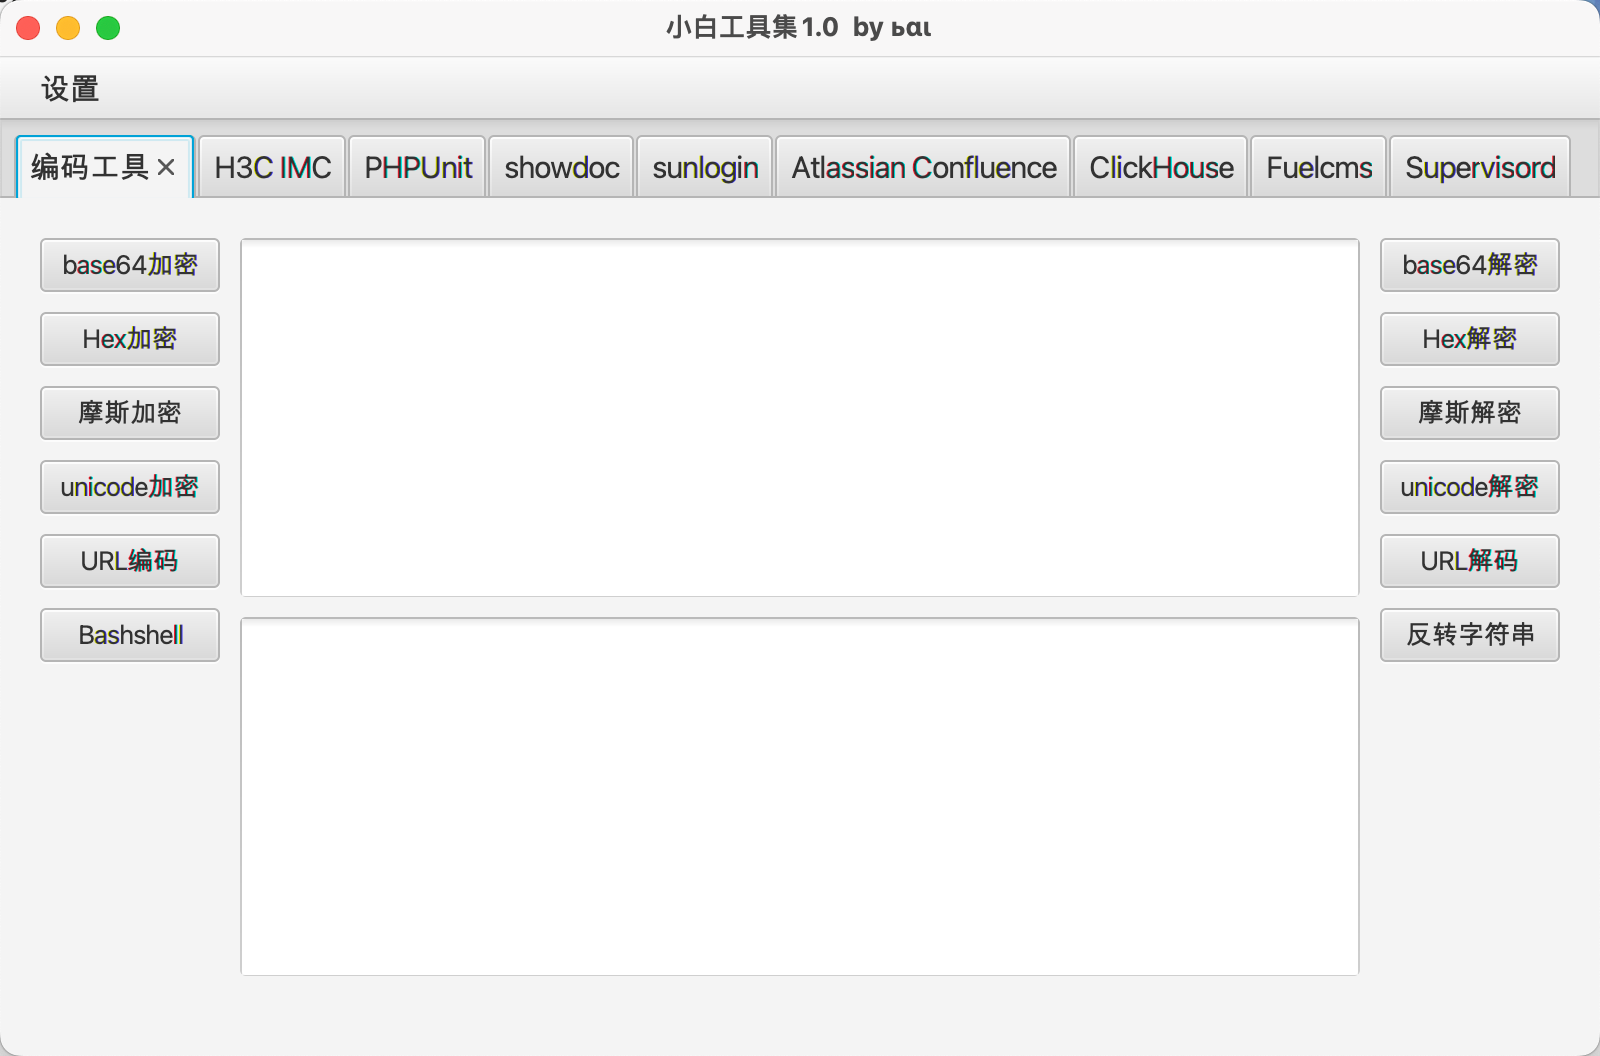 小白工具集1.0 by ьαι
设置
编码工具 × H3C IMC PHPUnit showdoc sunlogin Atlassian Confluence ClickHouse Fuelcms Supervisord
base64加密 base64解密
Hex加密 Hex解密
摩斯加密 摩斯解密
unicode加密 unicode解密
URL编码 URL解码
Bashshell 反转字符串